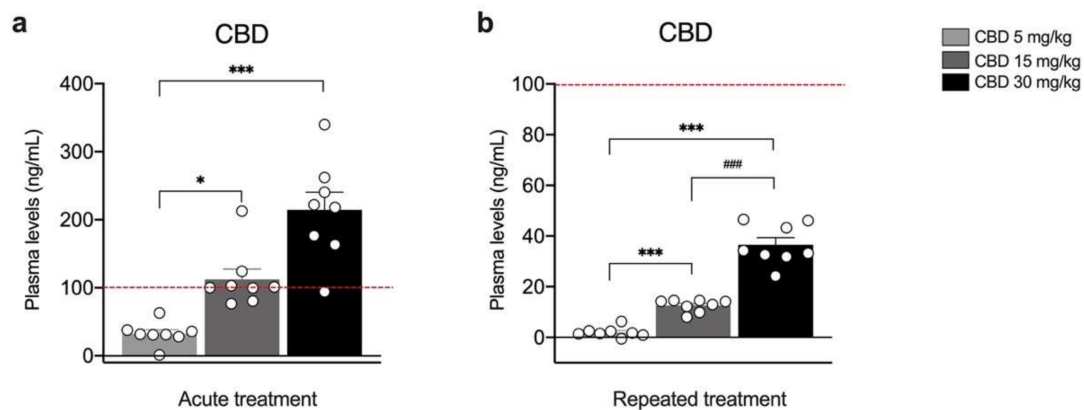 a
CBD
***
*
400
300
200
100
0
Plasma levels (ng/mL)
Acute treatment
b
CBD
***
###
***
100
80
60
40
20
0
Plasma levels (ng/mL)
Repeated treatment
CBD 5 mg/kg
CBD 15 mg/kg
CBD 30 mg/kg